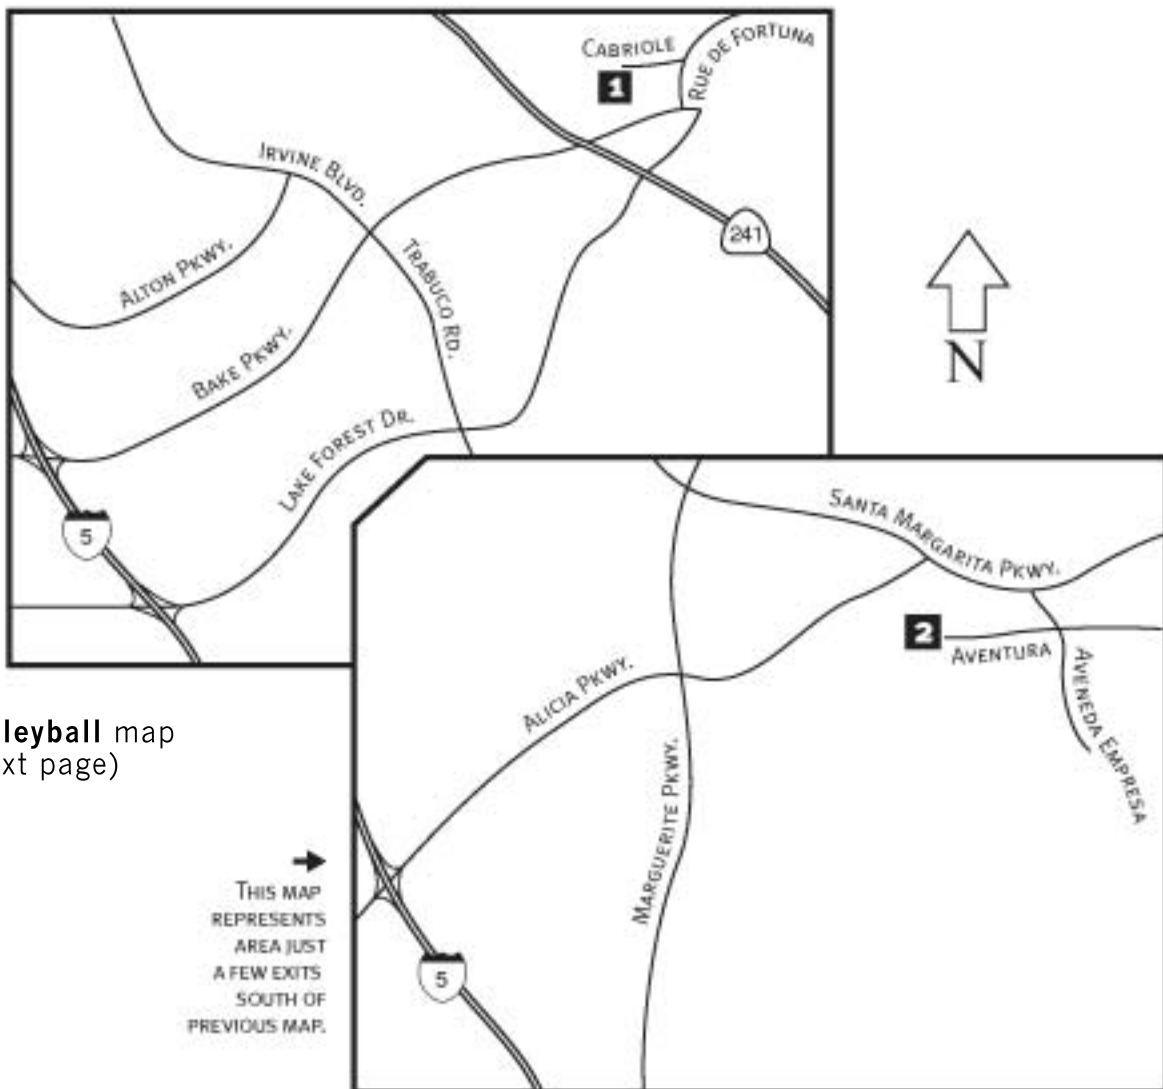 CABRIOLE
RUE DE FORTUNA
1
IRVINE BLVD.
241
ALTON PKWY.
TRABUCO RD.
BAKE PKWY.
N
LAKE FOREST DR.
5
SANTA MARGARITA PKWY.
2
AVENTURA
AVENEDA EMPRESA
ALICIA PKWY.
MARGUERITE PKWY.
5
leyball map
xt page)
THIS MAP
REPRESENTS
AREA JUST
A FEW EXITS
SOUTH OF
PREVIOUS MAP.